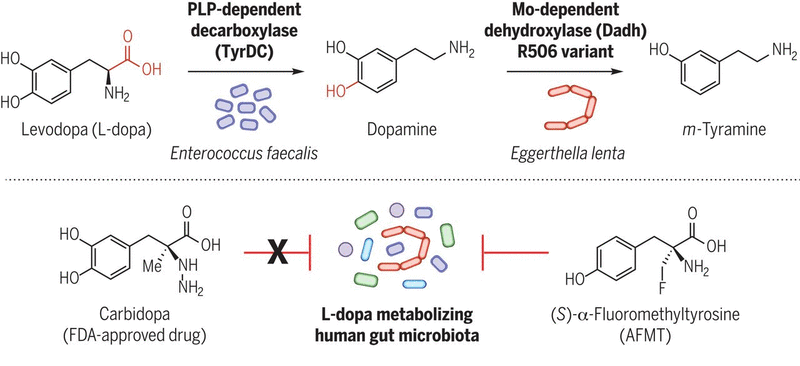 PLP-dependent
decarboxylase
(TyrDC)
Mo-dependent
dehydroxylase (Dadh)
R506 variant
HO
HO
O
OH
NH₂
Levodopa (L-dopa)
Enterococcus faecalis
HO
HO
NH₂
Dopamine
Eggerthella lenta
HO
NH₂
m-Tyramine
HO
HO
O
OH
Me
NH
NH₂
Carbidopa
(FDA-approved drug)
X
L-dopa metabolizing
human gut microbiota
HO
O
OH
NH₂
F
(S)-α-Fluoromethyltyrosine
(AFMT)